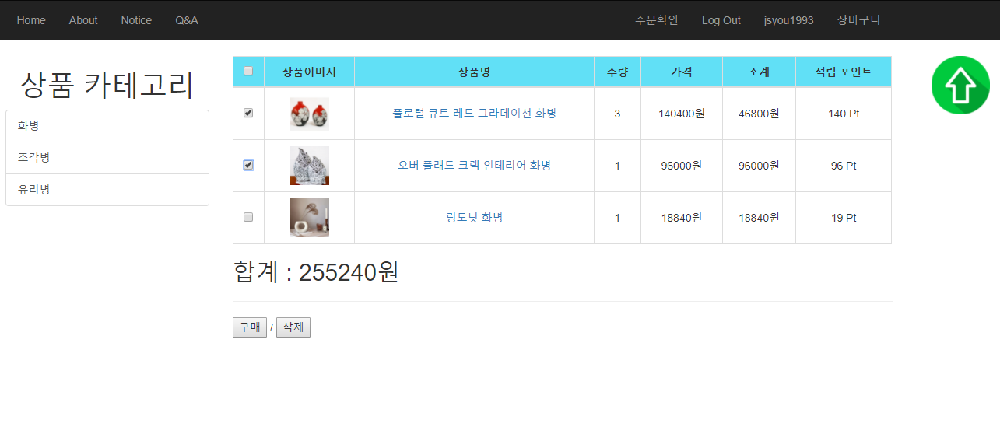 Home About Notice Q&A 주문확인 Log Out jsyou1993 장바구니
상품 카테고리
화병
조각병
유리병
상품이미지 상품명 수량 가격 소계 적립 포인트
플로럴 큐트 레드 그라데이션 화병 3 140400원 46800원 140 Pt
오버 플래드 크랙 인테리어 화병 1 96000원 96000원 96 Pt
링도넛 화병 1 18840원 18840원 19 Pt
합계 : 255240원
구매 / 삭제